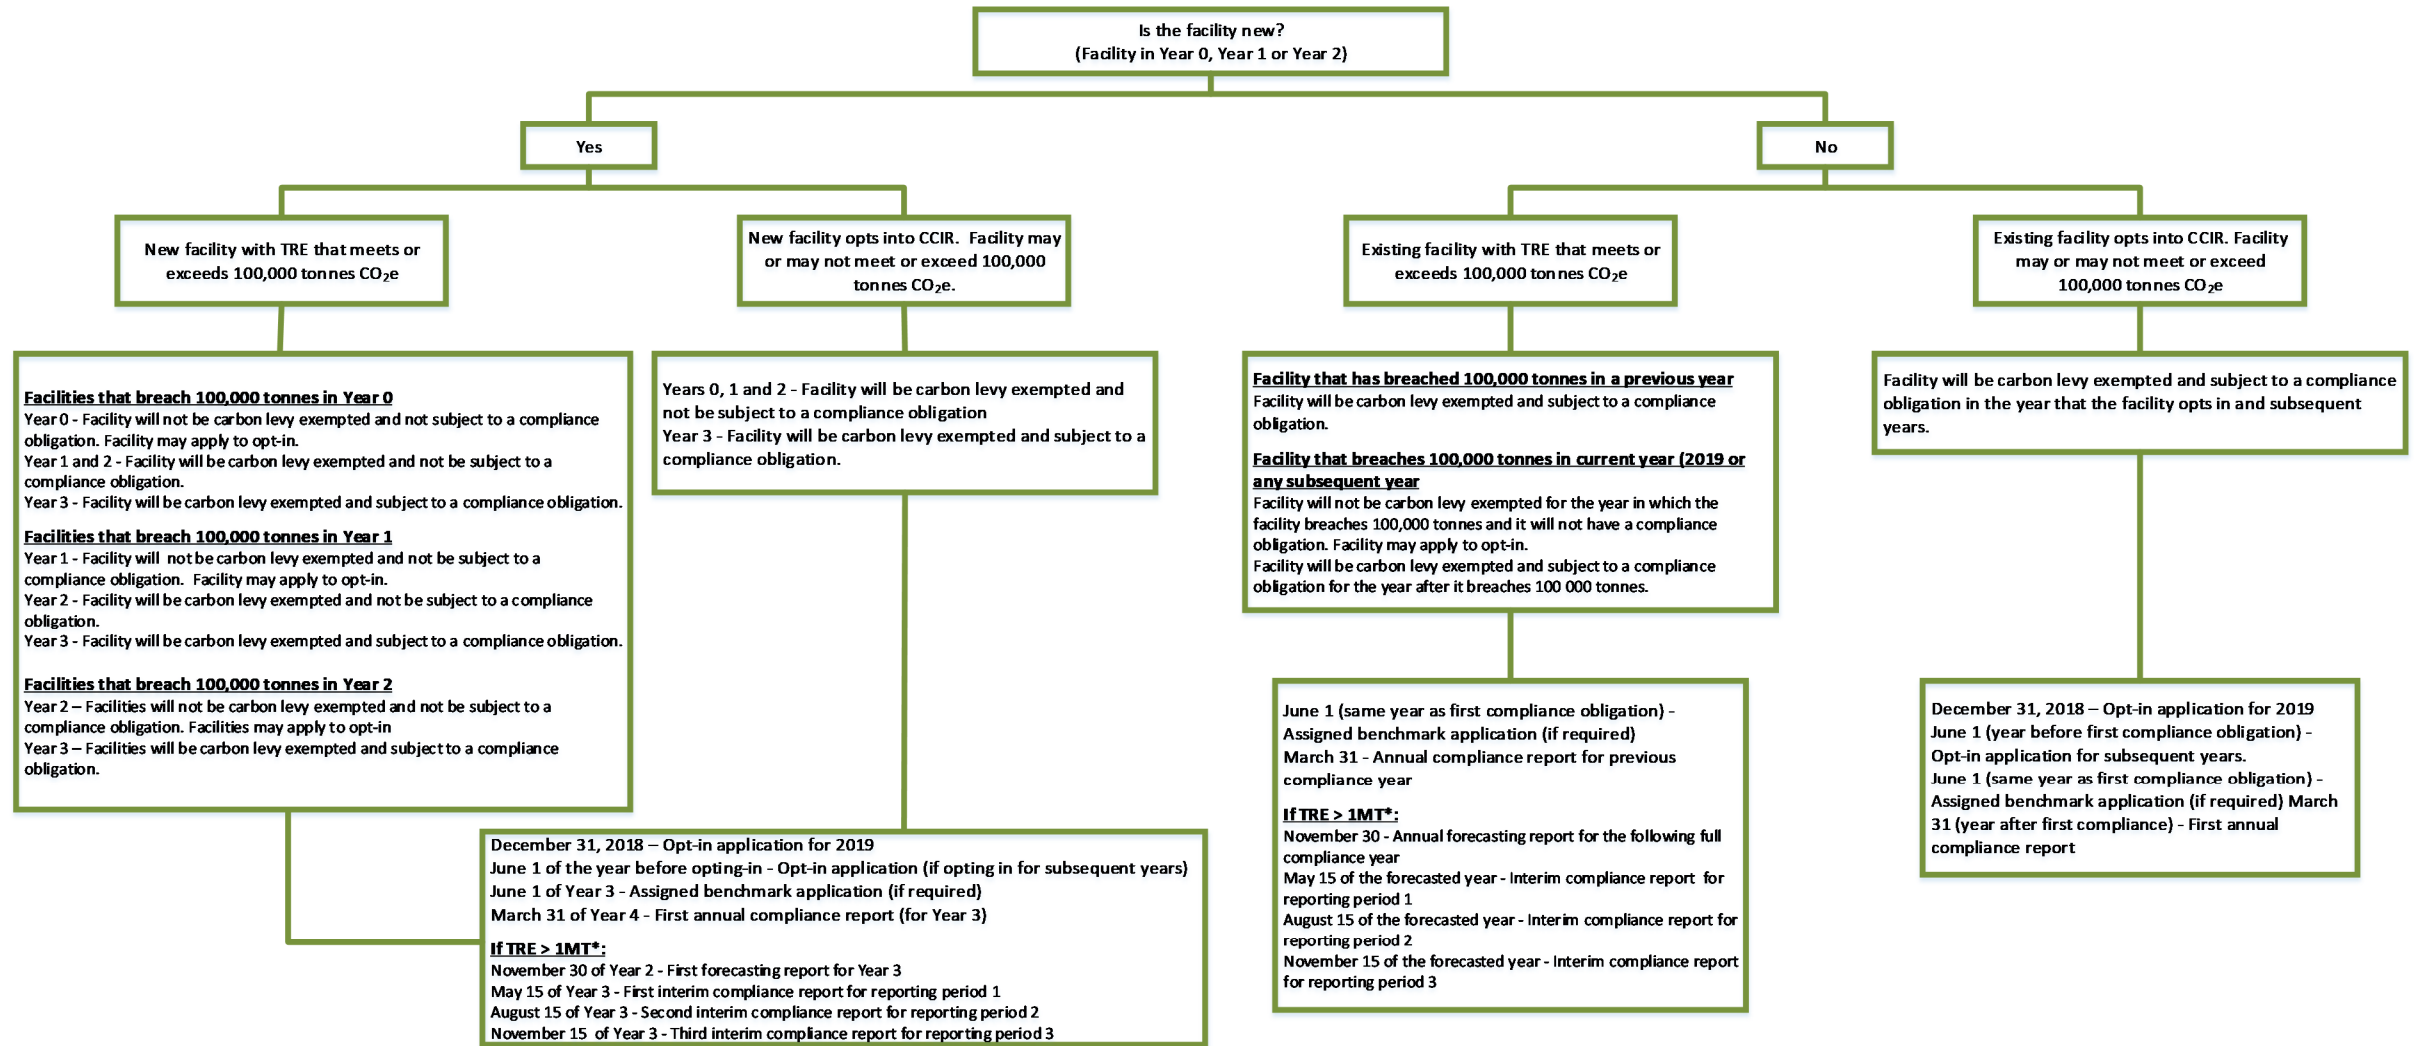 Is the facility new?
(Facility in Year 0, Year 1 or Year 2)
Yes
No
New facility with TRE that meets or
exceeds 100,000 tonnes CO₂e
New facility opts into CCIR. Facility may
or may not meet or exceed 100,000
tonnes CO₂e.
Existing facility with TRE that meets or
exceeds 100,000 tonnes CO₂e
Existing facility opts into CCIR. Facility
may or may not meet or exceed
100,000 tonnes CO₂e
Facilities that breach 100,000 tonnes in Year 0
Year 0 - Facility will not be carbon levy exempted and not subject to a compliance
obligation. Facility may apply to opt-in.
Year 1 and 2 - Facility will be carbon levy exempted and not be subject to a
compliance obligation.
Year 3 - Facility will be carbon levy exempted and subject to a compliance obligation.
Facilities that breach 100,000 tonnes in Year 1
Year 1 - Facility will not be carbon levy exempted and not be subject to a
compliance obligation. Facility may apply to opt-in.
Year 2 - Facility will be carbon levy exempted and not be subject to a compliance
obligation.
Year 3 - Facility will be carbon levy exempted and subject to a compliance obligation.
Facilities that breach 100,000 tonnes in Year 2
Year 2 – Facilities will not be carbon levy exempted and not be subject to a
compliance obligation. Facilities may apply to opt-in
Year 3 – Facilities will be carbon levy exempted and subject to a compliance
obligation.
Years 0, 1 and 2 - Facility will be carbon levy exempted and
not be subject to a compliance obligation
Year 3 - Facility will be carbon levy exempted and subject to a
compliance obligation.
Facility that has breached 100,000 tonnes in a previous year
Facility will be carbon levy exempted and subject to a compliance
obligation.
Facility that breaches 100,000 tonnes in current year (2019 or
any subsequent year
Facility will not be carbon levy exempted for the year in which the
facility breaches 100,000 tonnes and it will not have a compliance
obligation. Facility may apply to opt-in.
Facility will be carbon levy exempted and subject to a compliance
obligation for the year after it breaches 100 000 tonnes.
Facility will be carbon levy exempted and subject to a compliance
obligation in the year that the facility opts in and subsequent
years.
December 31, 2018 – Opt-in application for 2019
June 1 of the year before opting-in - Opt-in application (if opting in for subsequent years)
June 1 of Year 3 - Assigned benchmark application (if required)
March 31 of Year 4 - First annual compliance report (for Year 3)
If TRE > 1MT*:
November 30 of Year 2 - First forecasting report for Year 3
May 15 of Year 3 - First interim compliance report for reporting period 1
August 15 of Year 3 - Second interim compliance report for reporting period 2
November 15 of Year 3 - Third interim compliance report for reporting period 3
June 1 (same year as first compliance obligation) -
Assigned benchmark application (if required)
March 31 - Annual compliance report for previous
compliance year
If TRE > 1MT*:
November 30 - Annual forecasting report for the following full
compliance year
May 15 of the forecasted year - Interim compliance report for
reporting period 1
August 15 of the forecasted year - Interim compliance report for
reporting period 2
November 15 of the forecasted year - Interim compliance report
for reporting period 3
December 31, 2018 – Opt-in application for 2019
June 1 (year before first compliance obligation) -
Opt-in application for subsequent years.
June 1 (same year as first compliance obligation) -
Assigned benchmark application (if required) March
31 (year after first compliance) - First annual
compliance report